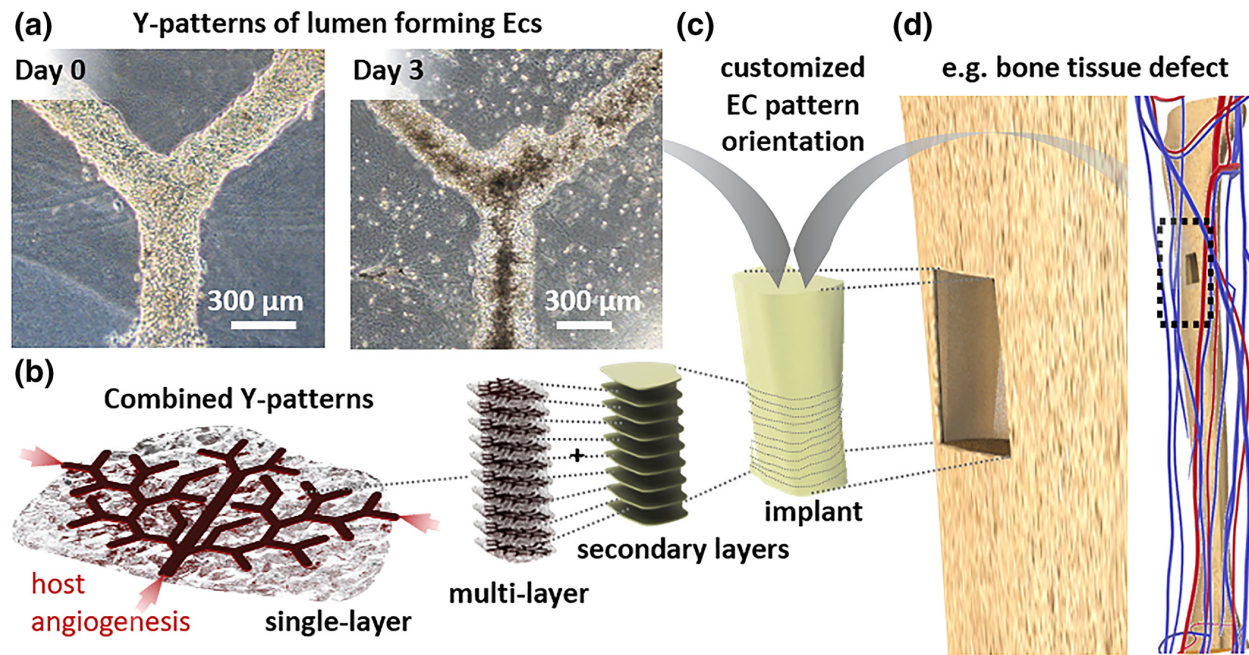 (a)
Y-patterns of lumen forming Ecs
Day 0
300 μm
Day 3
300 μm
(b)
Combined Y-patterns
host
angiogenesis
single-layer
multi-layer
+
secondary layers
(c)
customized
EC pattern
orientation
implant
(d)
e.g. bone tissue defect